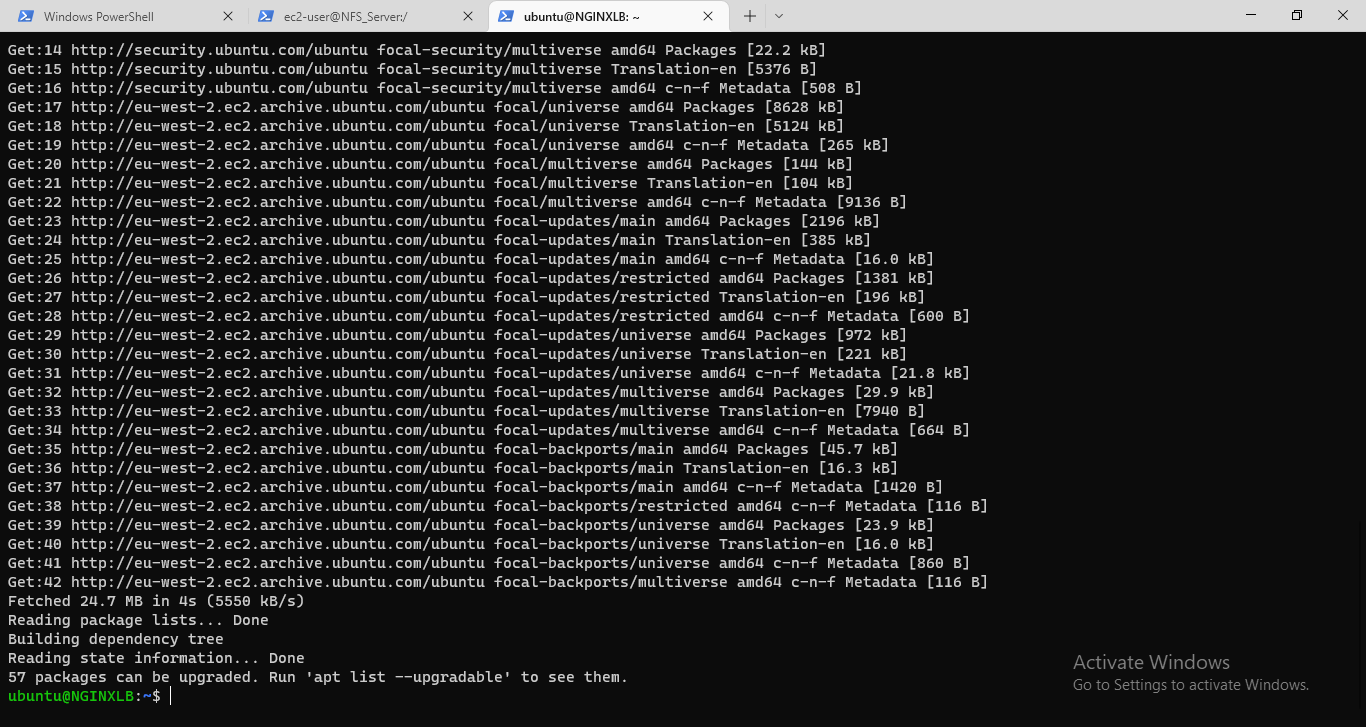 Windows PowerShell
ec2-user@NFS_Server:/
ubuntu@NGINXLB: ~
Get:14 http://security.ubuntu.com/ubuntu focal-security/multiverse amd64 Packages [22.2 kB]
Get:15 http://security.ubuntu.com/ubuntu focal-security/multiverse Translation-en [5376 B]
Get:16 http://security.ubuntu.com/ubuntu focal-security/multiverse amd64 c-n-f Metadata [508 B]
Get:17 http://eu-west-2.ec2.archive.ubuntu.com/ubuntu focal/universe amd64 Packages [8628 kB]
Get:18 http://eu-west-2.ec2.archive.ubuntu.com/ubuntu focal/universe Translation-en [5124 kB]
Get:19 http://eu-west-2.ec2.archive.ubuntu.com/ubuntu focal/universe amd64 c-n-f Metadata [265 kB]
Get:20 http://eu-west-2.ec2.archive.ubuntu.com/ubuntu focal/multiverse amd64 Packages [144 kB]
Get:21 http://eu-west-2.ec2.archive.ubuntu.com/ubuntu focal/multiverse Translation-en [104 kB]
Get:22 http://eu-west-2.ec2.archive.ubuntu.com/ubuntu focal/multiverse amd64 c-n-f Metadata [9136 B]
Get:23 http://eu-west-2.ec2.archive.ubuntu.com/ubuntu focal-updates/main amd64 Packages [2196 kB]
Get:24 http://eu-west-2.ec2.archive.ubuntu.com/ubuntu focal-updates/main Translation-en [385 kB]
Get:25 http://eu-west-2.ec2.archive.ubuntu.com/ubuntu focal-updates/main amd64 c-n-f Metadata [16.0 kB]
Get:26 http://eu-west-2.ec2.archive.ubuntu.com/ubuntu focal-updates/restricted amd64 Packages [1381 kB]
Get:27 http://eu-west-2.ec2.archive.ubuntu.com/ubuntu focal-updates/restricted Translation-en [196 kB]
Get:28 http://eu-west-2.ec2.archive.ubuntu.com/ubuntu focal-updates/restricted amd64 c-n-f Metadata [600 B]
Get:29 http://eu-west-2.ec2.archive.ubuntu.com/ubuntu focal-updates/universe amd64 Packages [972 kB]
Get:30 http://eu-west-2.ec2.archive.ubuntu.com/ubuntu focal-updates/universe Translation-en [221 kB]
Get:31 http://eu-west-2.ec2.archive.ubuntu.com/ubuntu focal-updates/universe amd64 c-n-f Metadata [21.8 kB]
Get:32 http://eu-west-2.ec2.archive.ubuntu.com/ubuntu focal-updates/multiverse amd64 Packages [29.9 kB]
Get:33 http://eu-west-2.ec2.archive.ubuntu.com/ubuntu focal-updates/multiverse Translation-en [7940 B]
Get:34 http://eu-west-2.ec2.archive.ubuntu.com/ubuntu focal-updates/multiverse amd64 c-n-f Metadata [664 B]
Get:35 http://eu-west-2.ec2.archive.ubuntu.com/ubuntu focal-backports/main amd64 Packages [45.7 kB]
Get:36 http://eu-west-2.ec2.archive.ubuntu.com/ubuntu focal-backports/main Translation-en [16.3 kB]
Get:37 http://eu-west-2.ec2.archive.ubuntu.com/ubuntu focal-backports/main amd64 c-n-f Metadata [1420 B]
Get:38 http://eu-west-2.ec2.archive.ubuntu.com/ubuntu focal-backports/restricted amd64 c-n-f Metadata [116 B]
Get:39 http://eu-west-2.ec2.archive.ubuntu.com/ubuntu focal-backports/universe amd64 Packages [23.9 kB]
Get:40 http://eu-west-2.ec2.archive.ubuntu.com/ubuntu focal-backports/universe Translation-en [16.0 kB]
Get:41 http://eu-west-2.ec2.archive.ubuntu.com/ubuntu focal-backports/universe amd64 c-n-f Metadata [860 B]
Get:42 http://eu-west-2.ec2.archive.ubuntu.com/ubuntu focal-backports/multiverse amd64 c-n-f Metadata [116 B]
Fetched 24.7 MB in 4s (5550 kB/s)
Reading package lists... Done
Building dependency tree
Reading state information... Done
57 packages can be upgraded. Run 'apt list --upgradable' to see them.
ubuntu@NGINXLB:~$
Activate Windows
Go to Settings to activate Windows.